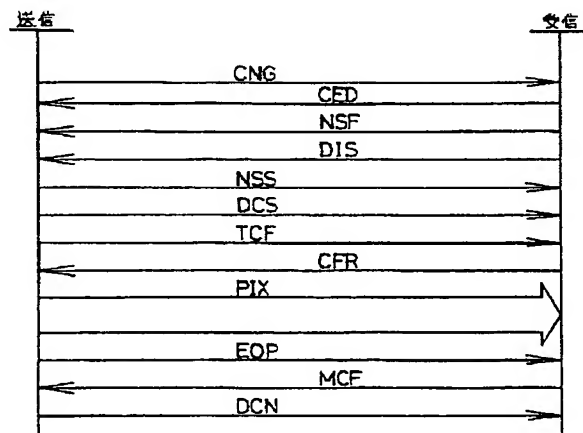 送信 受信
CNG
CED
NSF
DIS
NSS
DCS
TCF
CFR
PIX
EOP
MCF
DCN